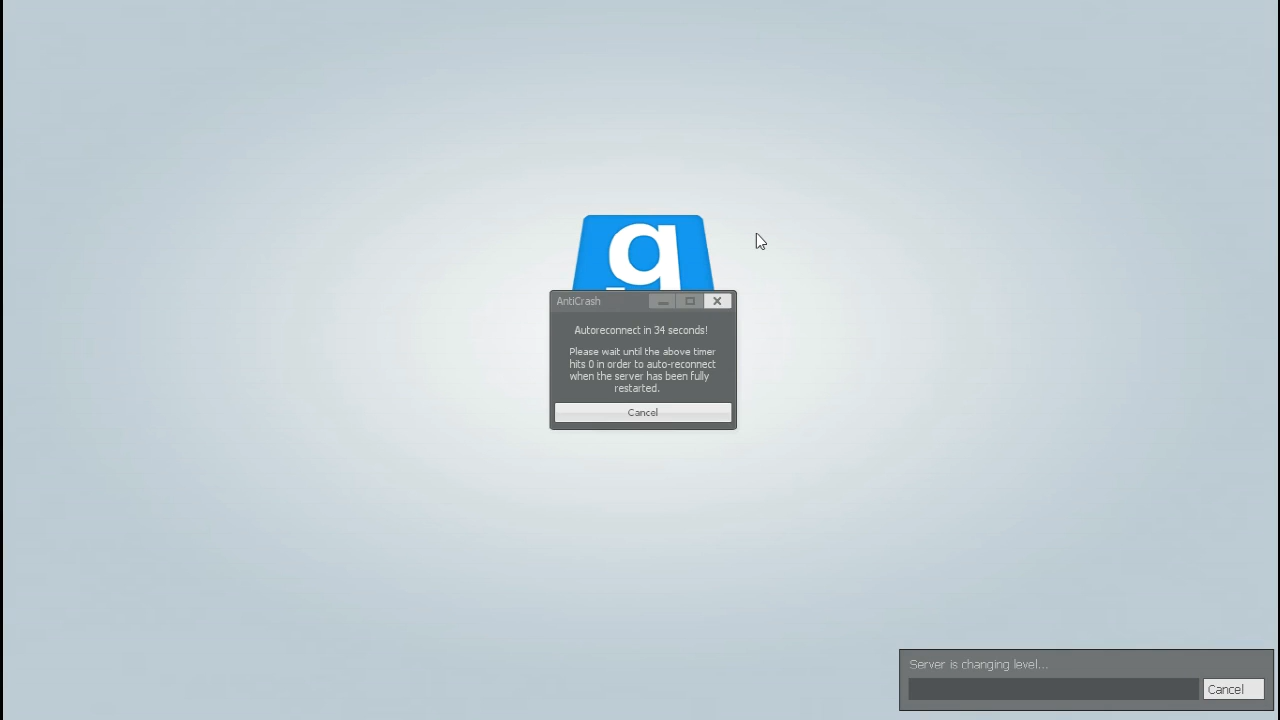 g
AntiCrash
Autoreconnect in 34 seconds!
Please wait until the above timer
hits 0 in order to auto-reconnect
when the server has been fully
restarted.
Cancel
Server is changing level...
Cancel